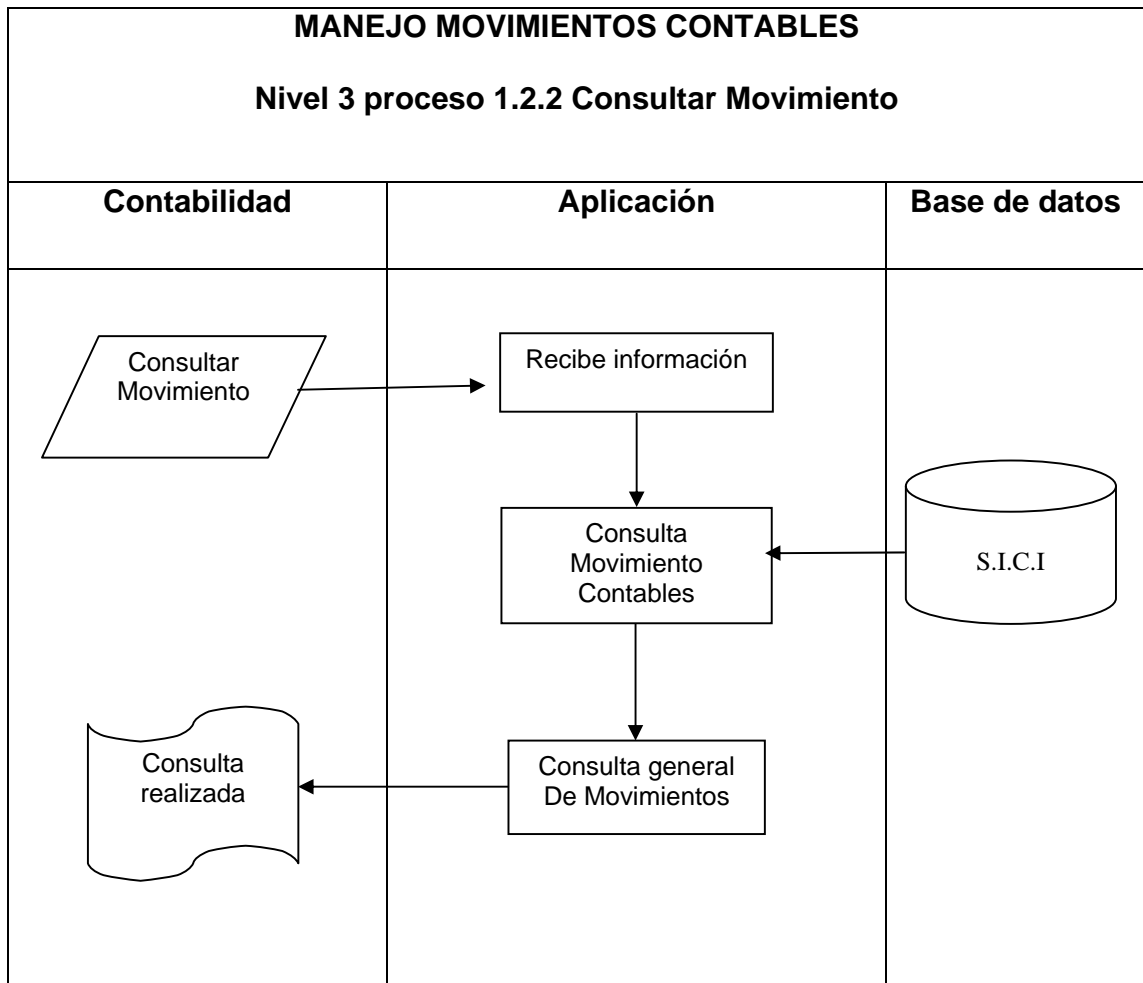 MANEJO MOVIMIENTOS CONTABLES
Nivel 3 proceso 1.2.2 Consultar Movimiento
Contabilidad
Aplicación
Base de datos
Consultar
Movimiento
Recibe información
Consulta
Movimiento
Contables
S.I.C.I
Consulta general
De Movimientos
Consulta
realizada